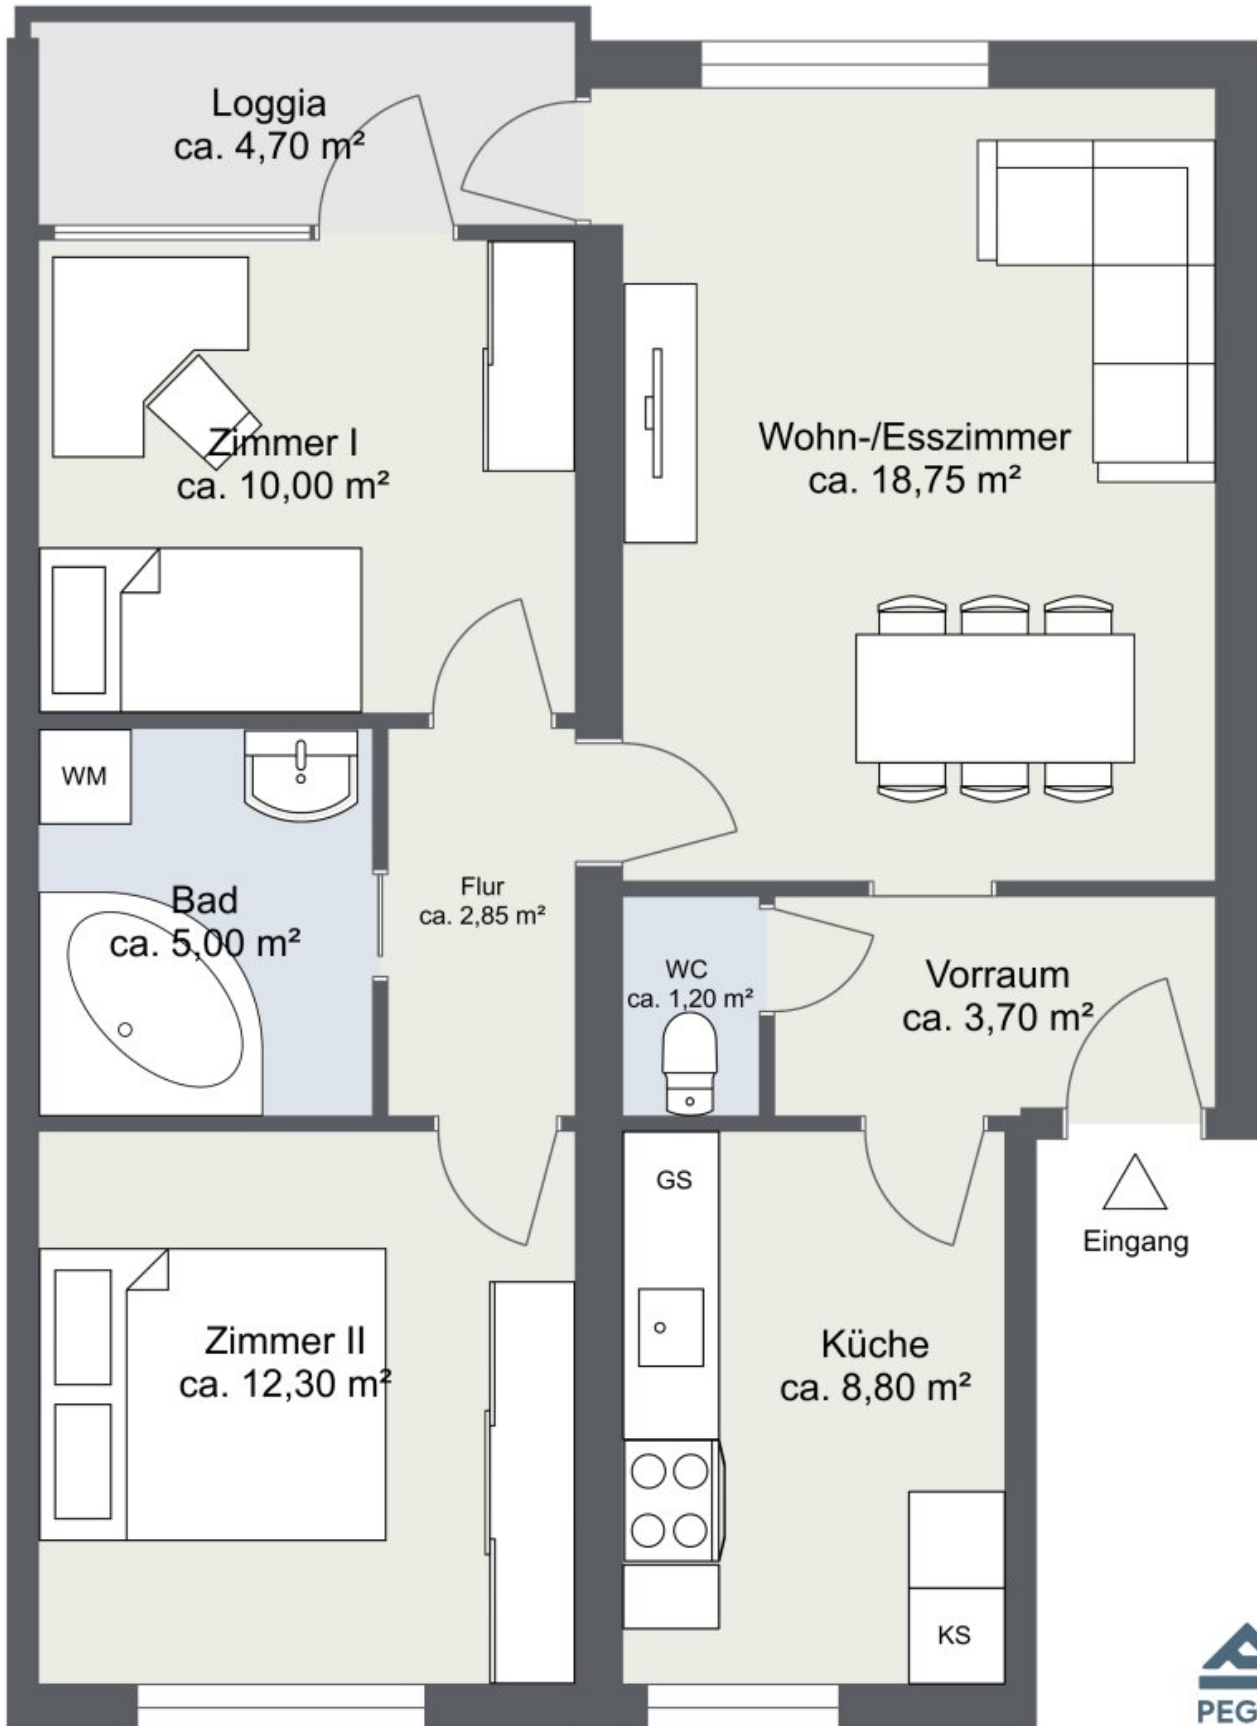 Loggia
ca. 4,70 m²
Zimmer I
ca. 10,00 m²
Wohn-/Esszimmer
ca. 18,75 m²
WM
Bad
ca. 5,00 m²
Flur
ca. 2,85 m²
WC
ca. 1,20 m²
Vorraum
ca. 3,70 m²
Eingang
GS
Zimmer II
ca. 12,30 m²
Küche
ca. 8,80 m²
KS
PEG